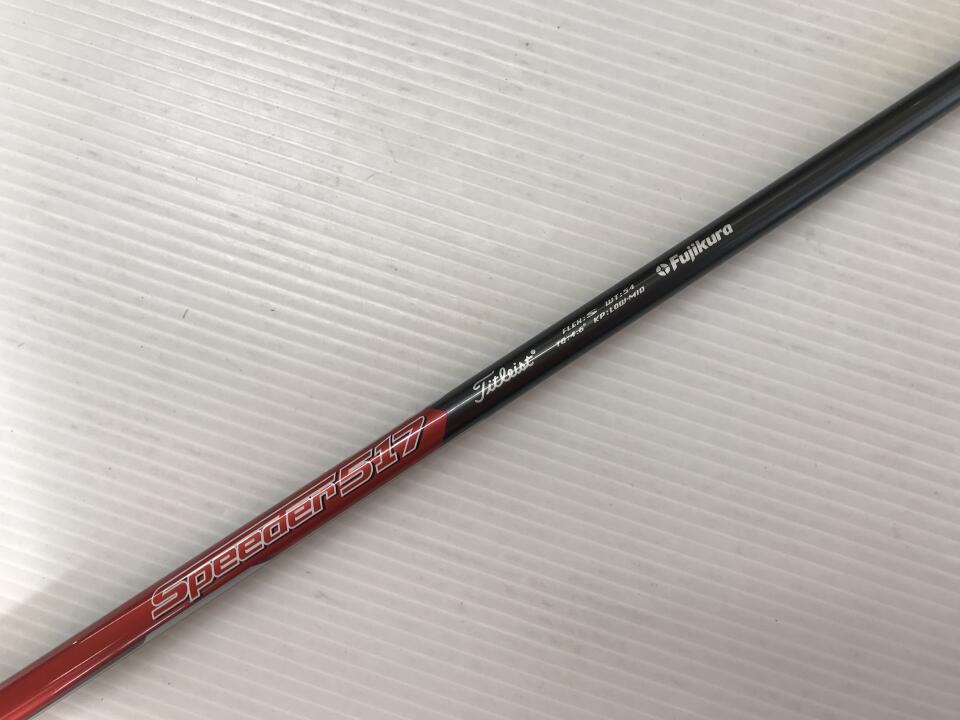 Speeder 517
Titleist®
FLEX:S WT:54
TQ:4.6° KP:LOW-MID
Fujikura